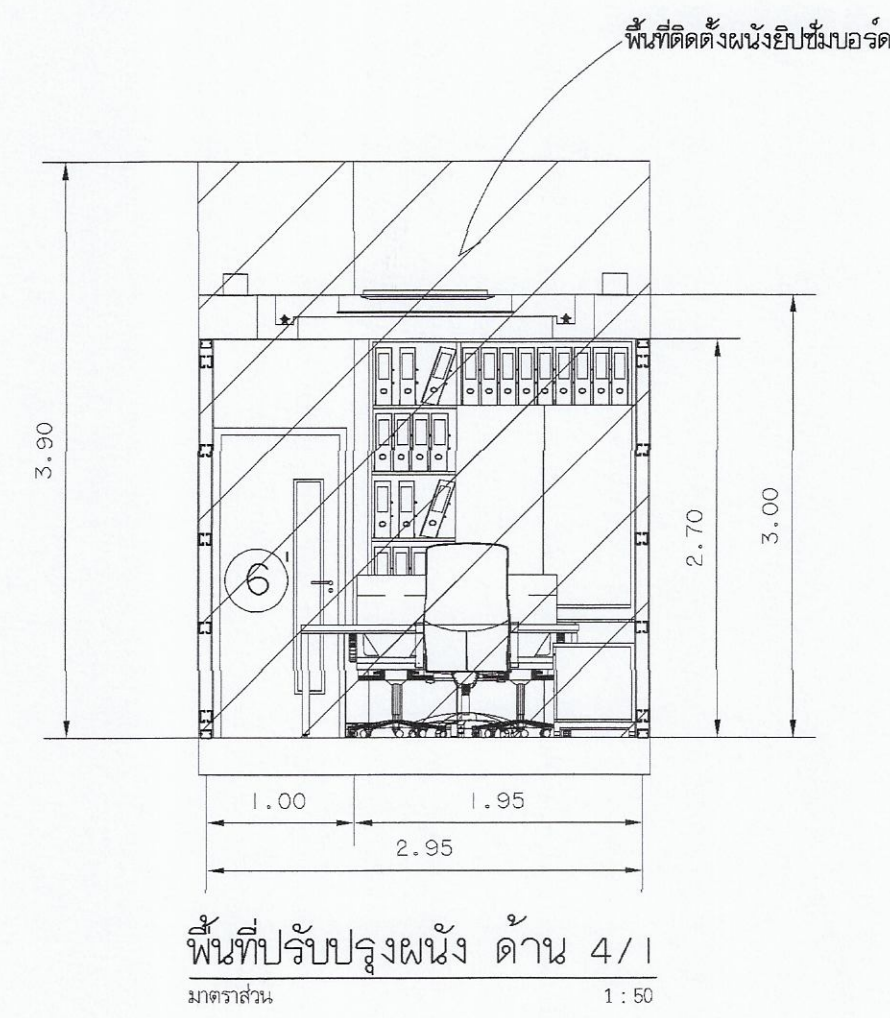 พื้นที่ติดตั้งผนังยิปซั่มบอร์ด
3.90
6
2.70
3.00
1.00
1.95
2.95
พื้นที่ปรับปรุงผนัง ด้าน 4/1
มาตราส่วน 1 : 50